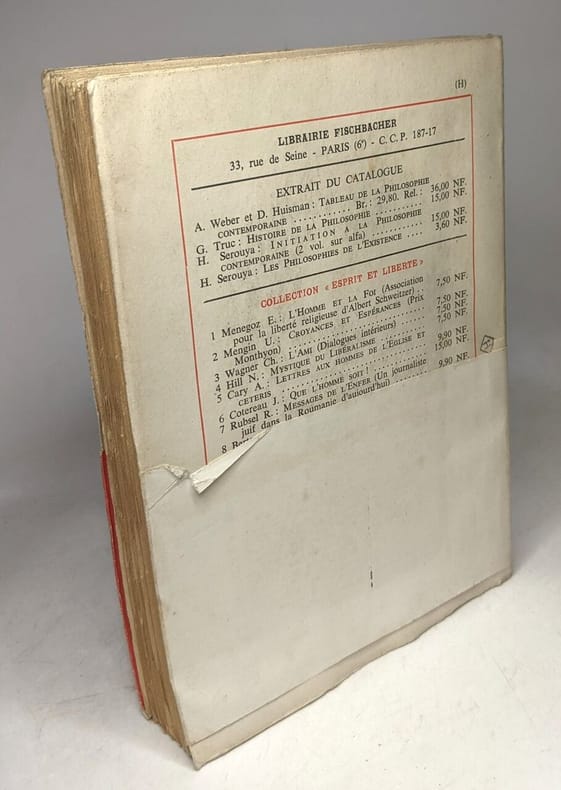 (H)
LIBRAIRIE FISCHBACHER
33, rue de Seine - PARIS (6e) - C. C. P. 187-17
EXTRAIT DU CATALOGUE
A. Weber et D. Huisman : TABLEAU DE LA PHILOSOPHIE
CONTEMPORAINE ........... Br. : 29,80. Rel. : 36,00 NF.
G. Truc : HISTOIRE DE LA PHILOSOPHIE ........... 15,00 NF.
H. Serouya : INITIATION A LA PHILOSOPHIE
CONTEMPORAINE (2 vol. sur alfa) ........... 15,00 NF.
H. Serouya : LES PHILOSOPHIES DE L'EXISTENCE .... 3,60 NF.
COLLECTION « ESPRIT ET LIBERTE »
1 Menegoz E. : L'HOMME ET LA FOI (Association
pour la liberté religieuse d'Albert Schweitzer) .. 7,50 NF.
2 Mengin U. : CROYANCES ET ESPÉRANCES (Prix
Monthyon) ........... 7,50 NF.
3 Wagner Ch. : L'AMI (Dialogues intérieurs) ...... 7,50 NF.
4 Hill N. : MYSTIQUE DU LIBÉRALISME ........... 7,50 NF.
5 Cary A. : LETTRES AUX HOMMES DE L'EGLISE ET
CETERIS ........... 9,90 NF.
6 Cotereau J. : QUE L'HOMME SOIT ! ........... 15,00 NF.
7 Rubsel R. : MESSAGES DE L'ENFER (Un journaliste
juif dans la Roumanie d'aujourd'hui) ........ 9,90 NF.
8